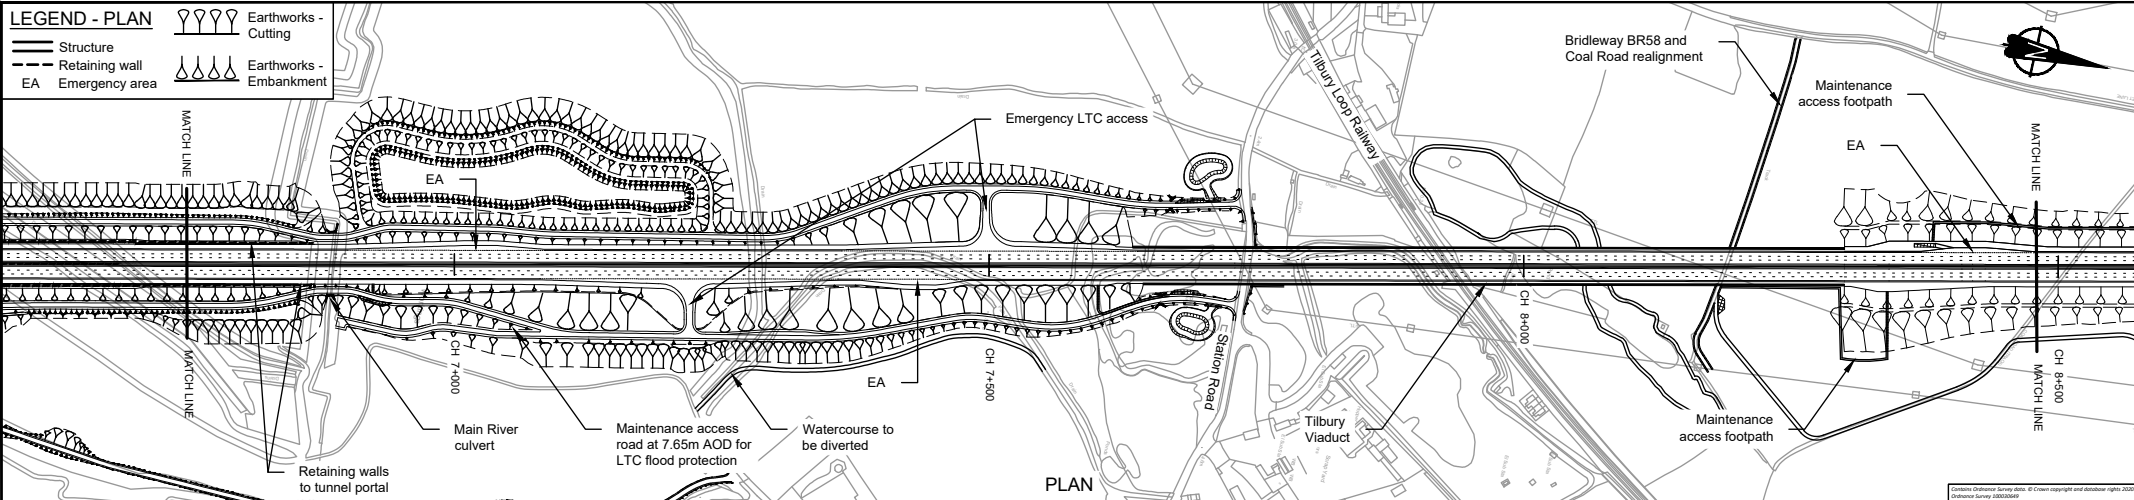 LEGEND - PLAN
Structure
Retaining wall
EA Emergency area
Earthworks -
Cutting
Earthworks -
Embankment
MATCH LINE
MATCH LINE
EA
Emergency LTC access
Tilbury Loop Railway
Bridleway BR58 and
Coal Road realignment
Maintenance
access footpath
EA
MATCH LINE
MATCH LINE
CH 7+000
CH 7+500
CH 8+000
CH 8+500
EA
Station Road
Retaining walls
to tunnel portal
Main River
culvert
Maintenance access
road at 7.65m AOD for
LTC flood protection
Watercourse to
be diverted
Tilbury
Viaduct
Maintenance
access footpath
PLAN
Contains Ordnance Survey data. © Crown copyright and database rights 2020
Ordnance Survey 100030649